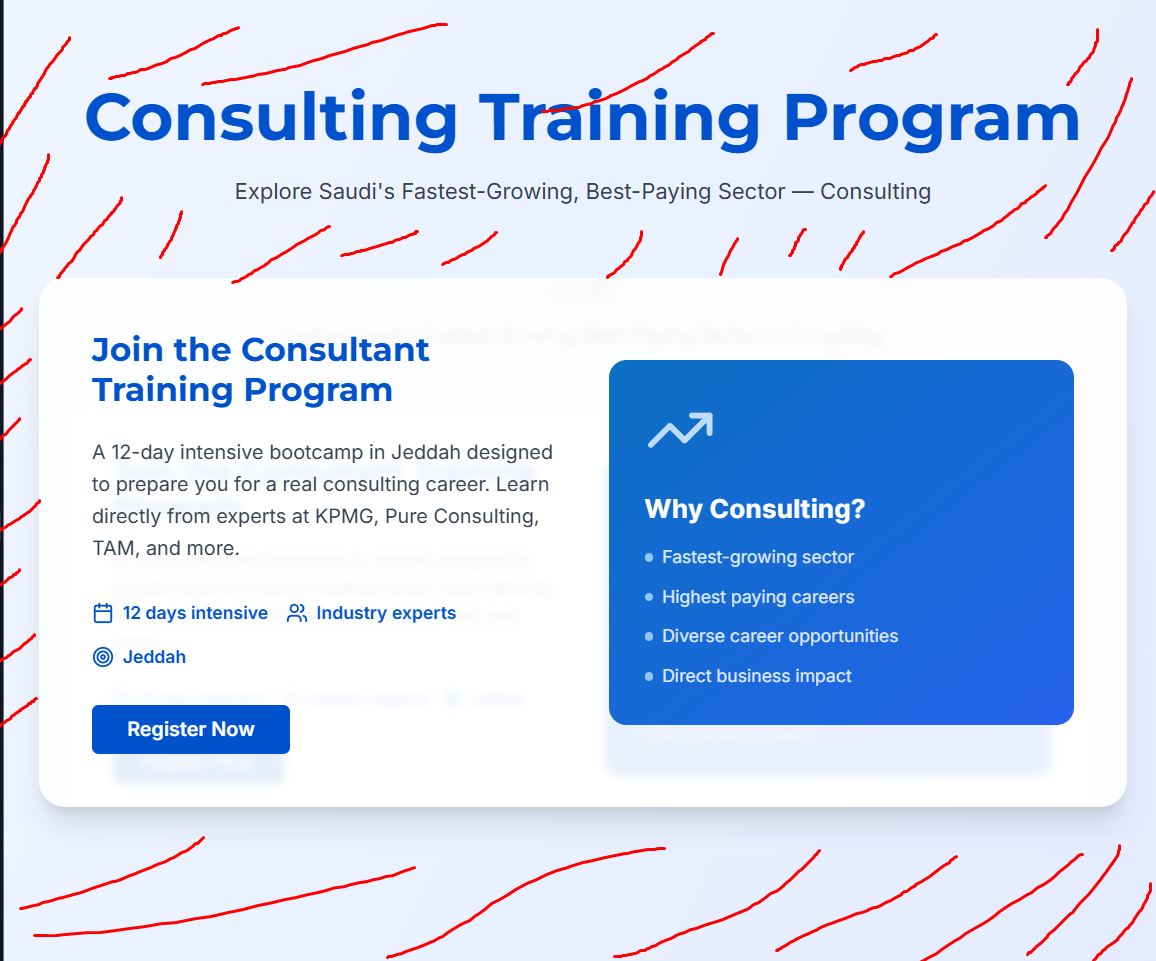 Consulting Training Program
Explore Saudi's Fastest-Growing, Best-Paying Sector — Consulting
Join the Consultant
Training Program
A 12-day intensive bootcamp in Jeddah designed
to prepare you for a real consulting career. Learn
directly from experts at KPMG, Pure Consulting,
TAM, and more.
12 days intensive
Industry experts
Jeddah
Register Now
Why Consulting?
Fastest-growing sector
Highest paying careers
Diverse career opportunities
Direct business impact